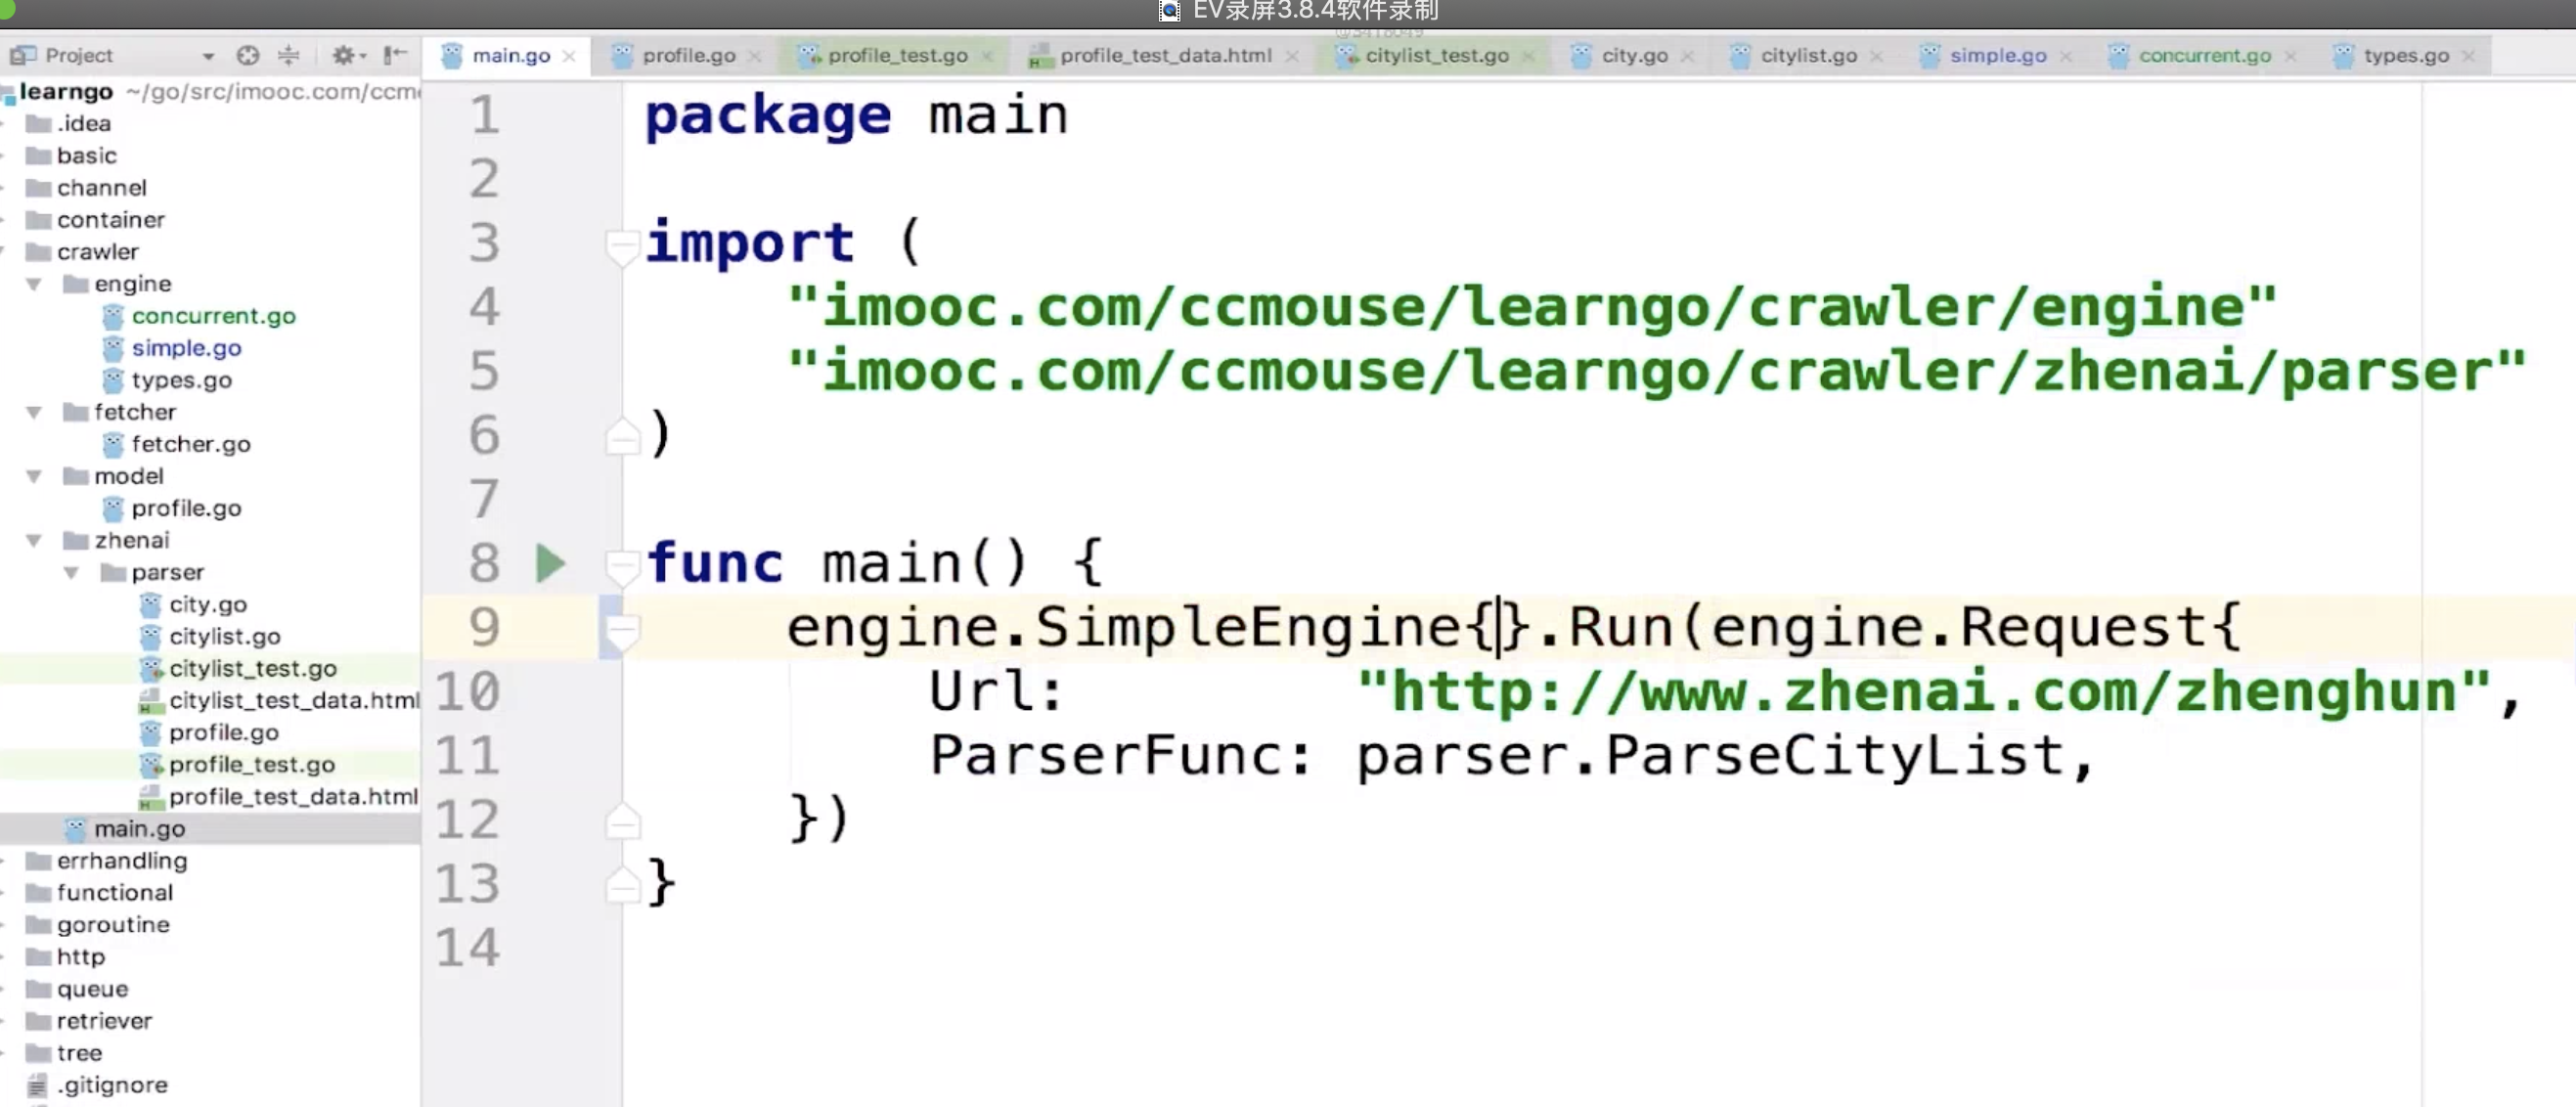 EV录屏3.8.4软件录制
Project
main.go
profile.go
profile_test.go
profile_test_data.html
citylist_test.go
city.go
citylist.go
simple.go
concurrent.go
types.go
learngo ~/go/src/imooc.com/ccm
.idea
basic
channel
container
crawler
engine
concurrent.go
simple.go
types.go
fetcher
fetcher.go
model
profile.go
zhenai
parser
city.go
citylist.go
citylist_test.go
citylist_test_data.html
profile.go
profile_test.go
profile_test_data.html
main.go
errhandling
functional
goroutine
http
queue
retriever
tree
.gitignore
1 package main
2
3 import (
4 "imooc.com/ccmouse/learngo/crawler/engine"
5 "imooc.com/ccmouse/learngo/crawler/zhenai/parser"
6 )
7
8 func main() {
9 engine.SimpleEngine{}.Run(engine.Request{
10 Url: "http://www.zhenai.com/zhenghun",
11 ParserFunc: parser.ParseCityList,
12 })
13 }
14